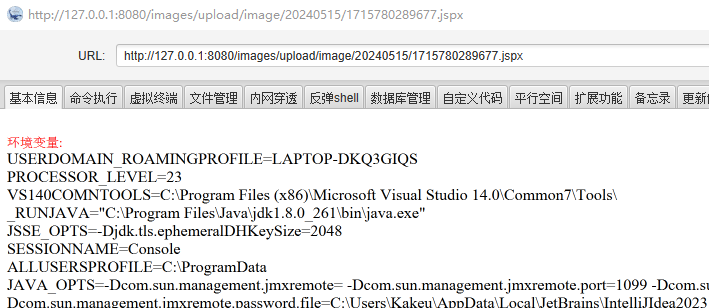 http://127.0.0.1:8080/images/upload/image/20240515/1715780289677.jspx
URL: http://127.0.0.1:8080/images/upload/image/20240515/1715780289677.jspx
基本信息 命令执行 虚拟终端 文件管理 内网穿透 反弹shell 数据库管理 自定义代码 平行空间 扩展功能 备忘录 更新
环境变量:
USERDOMAIN_ROAMINGPROFILE=LAPTOP-DKQ3GIQS
PROCESSOR_LEVEL=23
VS140COMNTOOLS=C:\Program Files (x86)\Microsoft Visual Studio 14.0\Common7\Tools\
_RUNJAVA="C:\Program Files\Java\jdk1.8.0_261\bin\java.exe"
JSSE_OPTS=-Djdk.tls.ephemeralDHKeySize=2048
SESSIONNAME=Console
ALLUSERSPROFILE=C:\ProgramData
JAVA_OPTS=-Dcom.sun.management.jmxremote= -Dcom.sun.management.jmxremote.port=1099 -Dcom.su
Dcom.sun.management.jmxremote.password.file=C:\Users\Kakeu\AppData\Local\JetBrains\IntelliJIdea2023